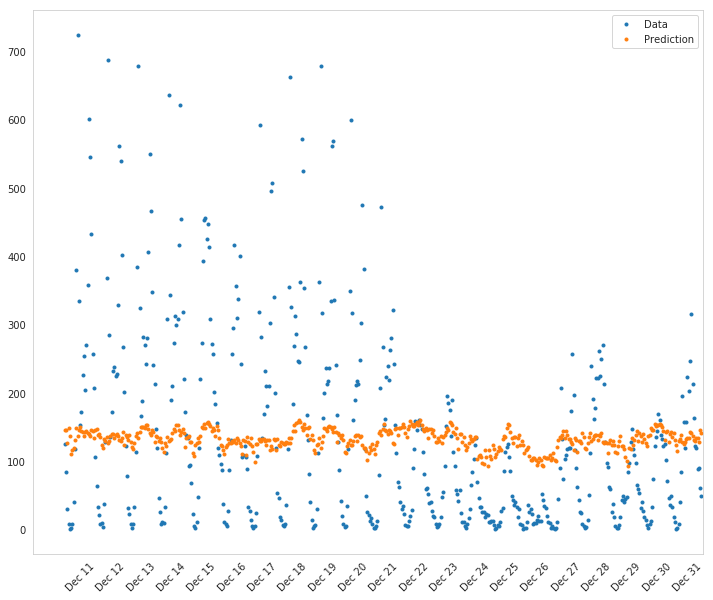 Data
Prediction
700
600
500
400
300
200
100
0
Dec 11
Dec 12
Dec 13
Dec 14
Dec 15
Dec 16
Dec 17
Dec 18
Dec 19
Dec 20
Dec 21
Dec 22
Dec 23
Dec 24
Dec 25
Dec 26
Dec 27
Dec 28
Dec 29
Dec 30
Dec 31